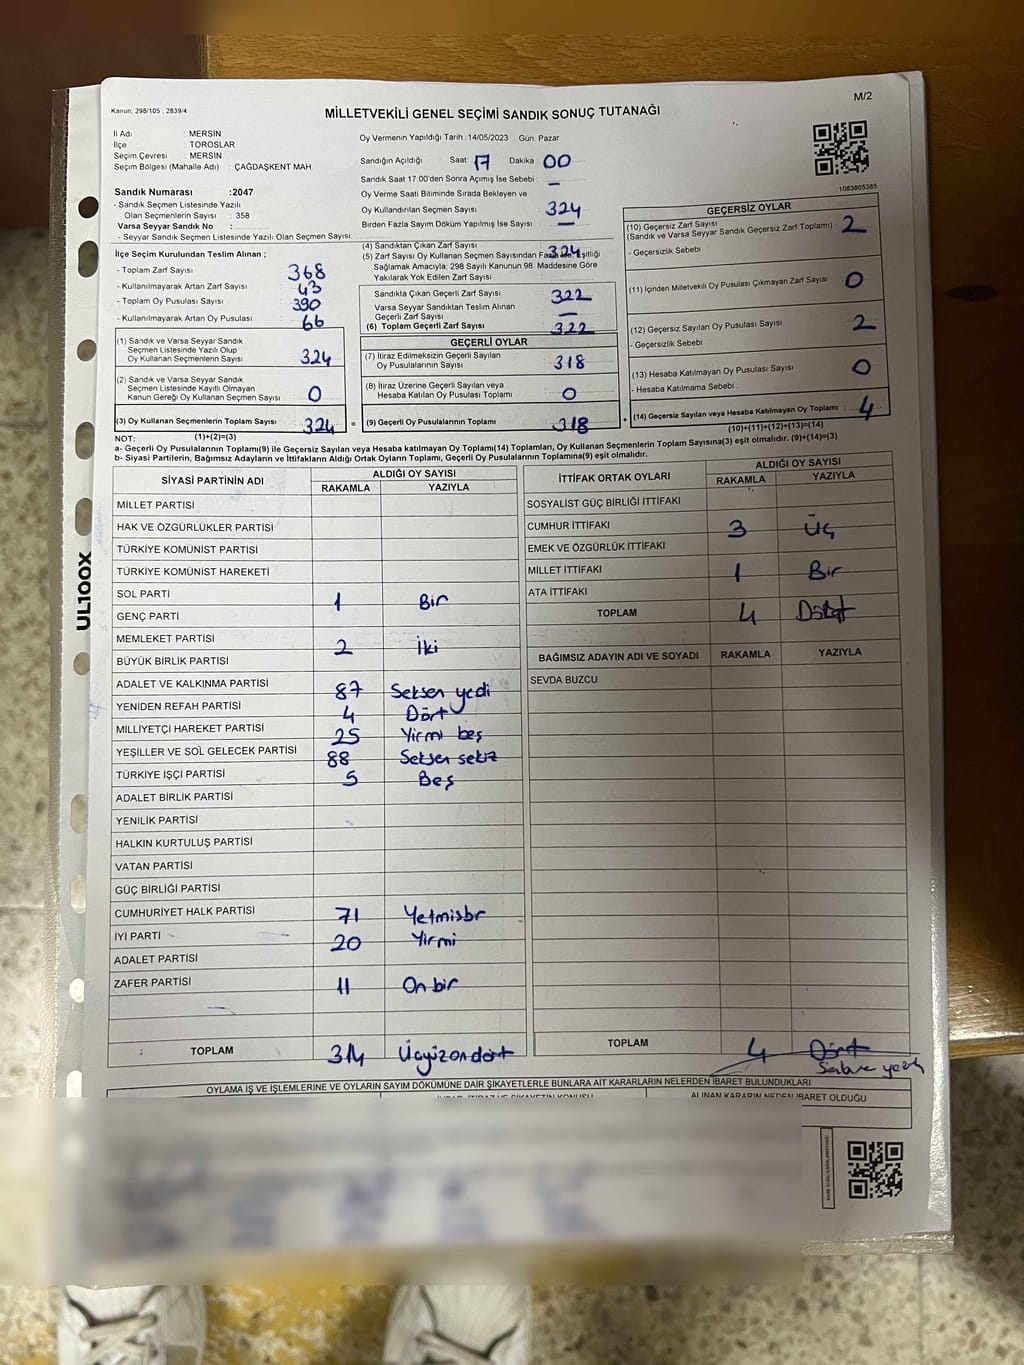 Kanun: 298/105 , 2839/4
M/2
MİLLETVEKİLİ GENEL SEÇİMİ SANDIK SONUÇ TUTANAĞI
İl Adı : MERSİN
İlçe : TOROSLAR
Seçim Çevresi : MERSİN
Seçim Bölgesi (Mahalle Adı) : ÇAĞDAŞKENT MAH
Sandık Numarası :2047
- Sandık Seçmen Listesinde Yazılı
Olan Seçmenlerin Sayısı : 358
Varsa Seyyar Sandık No :
- Seyyar Sandık Seçmen Listesinde Yazılı Olan Seçmen Sayısı:
Oy Vermenin Yapıldığı Tarih :14/05/2023 Gün: Pazar
Sandığın Açıldığı Saat: 17 Dakika : 00
Sandık Saat 17:00'den Sonra Açımış İse Sebebi : –
Oy Verme Saati Bitiminde Sırada Bekleyen ve
Oy Kullandırılan Seçmen Sayısı : 324
Birden Fazla Sayım Döküm Yapılmış İse Sayısı : –
1083805385
İlçe Seçim Kurulundan Teslim Alınan ;
- Toplam Zarf Sayısı : 368
- Kullanılmayarak Artan Zarf Sayısı : 43
- Toplam Oy Pusulası Sayısı : 390
- Kullanılmayarak Artan Oy Pusulası : 66
(1) Sandık ve Varsa Seyyar Sandık
Seçmen Listesinde Yazılı Olup
Oy Kullanan Seçmenlerin Sayısı : 324
(2) Sandık ve Varsa Seyyar Sandık
Seçmen Listesinde Kayıtlı Olmayan
Kanun Gereği Oy Kullanan Seçmen Sayısı : 0
(3) Oy Kullanan Seçmenlerin Toplam Sayısı : 324
(1)+(2)=(3)
(4) Sandıktan Çıkan Zarf Sayısı : 324
(5) Zarf Sayısı Oy Kullanan Seçmen Sayısından Fazla İse, Eşitliği
Sağlamak Amacıyla; 298 Sayılı Kanunun 98. Maddesine Göre
Yakılarak Yok Edilen Zarf Sayısı :
Sandıkta Çıkan Geçerli Zarf Sayısı : 322
Varsa Seyyar Sandıktan Teslim Alınan
Geçerli Zarf Sayısı : –
(6) Toplam Geçerli Zarf Sayısı : 322
GEÇERLİ OYLAR
(7) İtiraz Edilmeksizin Geçerli Sayılan
Oy Pusulalarının Sayısı : 318
(8) İtiraz Üzerine Geçerli Sayılan veya
Hesaba Katılan Oy Pusulası Toplamı : 0
= (9) Geçerli Oy Pusulalarının Toplamı : 318
GEÇERSİZ OYLAR
(10) Geçersiz Zarf Sayısı
(Sandık ve Varsa Seyyar Sandık Geçersiz Zarf Toplamı) : 2
- Geçersizlik Sebebi :
(11) İçinden Milletvekili Oy Pusulası Çıkmayan Zarf Sayısı : 0
(12) Geçersiz Sayılan Oy Pusulası Sayısı : 2
- Geçersizlik Sebebi :
(13) Hesaba Katılmayan Oy Pusulası Sayısı : 0
- Hesaba Katılmama Sebebi :
+ (14) Geçersiz Sayılan veya Hesaba Katılmayan Oy Toplamı : 4
(10)+(11)+(12)+(13)=(14)
NOT:
a- Geçerli Oy Pusulalarının Toplamı(9) ile Geçersiz Sayılan veya Hesaba katılmayan Oy Toplamı(14) Toplamları, Oy Kullanan Seçmenlerin Toplam Sayısına(3) eşit olmalıdır. (9)+(14)=(3)
b- Siyasi Partilerin, Bağımsız Adayların ve İttifakların Aldığı Ortak Oyların Toplamı, Geçerli Oy Pusulalarının Toplamına(9) eşit olmalıdır.
SİYASİ PARTİNİN ADI ALDIĞI OY SAYISI
RAKAMLA YAZIYLA
MİLLET PARTİSİ
HAK VE ÖZGÜRLÜKLER PARTİSİ
TÜRKİYE KOMÜNİST PARTİSİ
TÜRKİYE KOMÜNİST HAREKETİ
SOL PARTİ 1 Bir
GENÇ PARTİ
MEMLEKET PARTİSİ 2 İki
BÜYÜK BİRLİK PARTİSİ
ADALET VE KALKINMA PARTİSİ 87 Seksen yedi
YENİDEN REFAH PARTİSİ 4 Dört
MİLLİYETÇİ HAREKET PARTİSİ 25 Yirmi beş
YEŞİLLER VE SOL GELECEK PARTİSİ 88 Seksen sekiz
TÜRKİYE İŞÇİ PARTİSİ 5 Beş
ADALET BİRLİK PARTİSİ
YENİLİK PARTİSİ
HALKIN KURTULUŞ PARTİSİ
VATAN PARTİSİ
GÜÇ BİRLİĞİ PARTİSİ
CUMHURİYET HALK PARTİSİ 71 Yetmisbr
İYİ PARTİ 20 Yirmi
ADALET PARTİSİ
ZAFER PARTİSİ 11 On bir
TOPLAM 314 Üçyüzondört
İTTİFAK ORTAK OYLARI ALDIĞI OY SAYISI
RAKAMLA YAZIYLA
SOSYALİST GÜÇ BİRLİĞİ İTTİFAKI
CUMHUR İTTİFAKI 3 Üç
EMEK VE ÖZGÜRLÜK İTTİFAKI
MİLLET İTTİFAKI 1 Bir
ATA İTTİFAKI
TOPLAM 4 Dört
BAĞIMSIZ ADAYIN ADI VE SOYADI RAKAMLA YAZIYLA
SEVDA BUZCU
TOPLAM 4 Dört
OYLAMA İŞ VE İŞLEMLERİNE VE OYLARIN SAYIM DÖKÜMÜNE DAİR ŞİKAYETLERLE BUNLARA AİT KARARLARIN NELERDEN İBARET BULUNDUKLARI
ALINAN KARARIN NEDEN İBARET OLDUĞU
UL100X